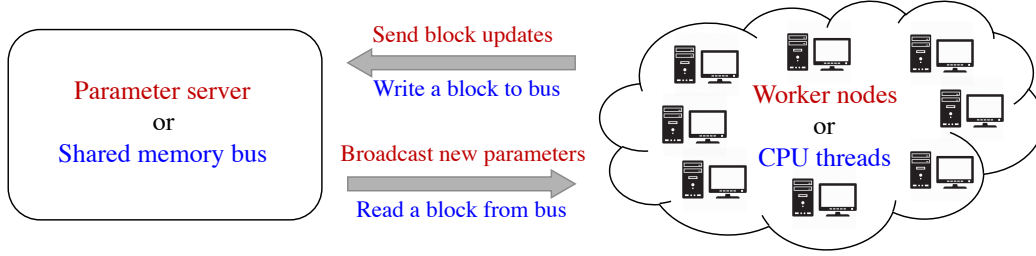 Parameter server
or
Shared memory bus
Send block updates
Write a block to bus
Broadcast new parameters
Read a block from bus
Worker nodes
or
CPU threads